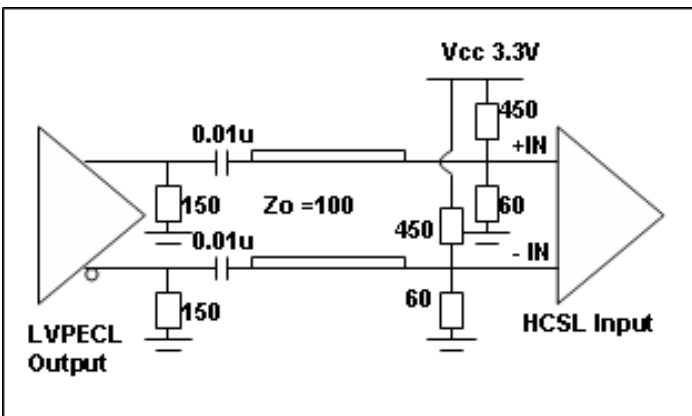 Vcc 3.3V
450
0.01u
+IN
150
Zo =100
60
450
0.01u
- IN
150
60
LVPECL
Output
HCSL Input